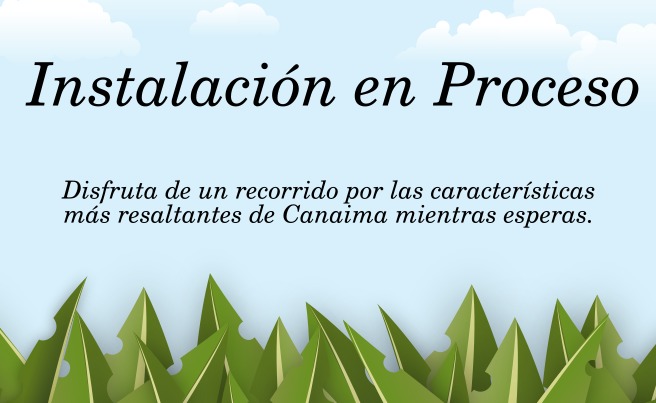 Instalación en Proceso
Disfruta de un recorrido por las características
más resaltantes de Canaima mientras esperas.